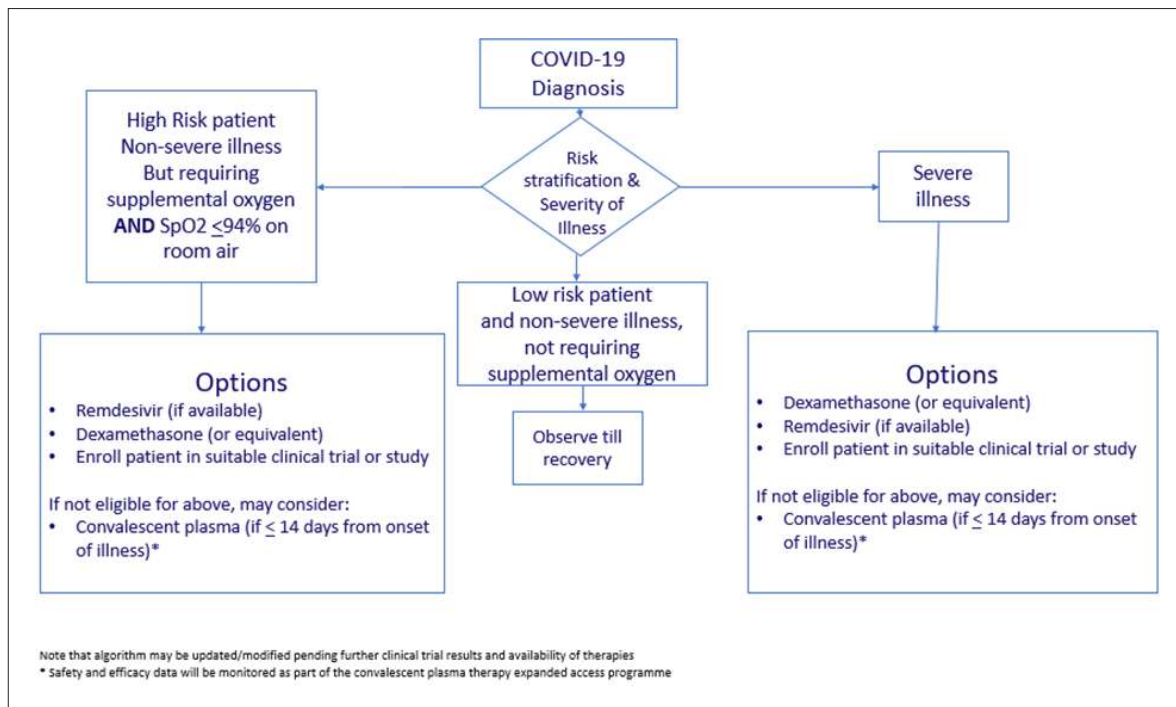 COVID-19
Diagnosis
High Risk patient
Non-severe illness
But requiring
supplemental oxygen
AND SpO2 ≤94% on
room air
Risk
stratification &
Severity of
Illness
Severe
illness
Low risk patient
and non-severe illness,
not requiring
supplemental oxygen
Observe till
recovery
Options
• Remdesivir (if available)
• Dexamethasone (or equivalent)
• Enroll patient in suitable clinical trial or study
If not eligible for above, may consider:
• Convalescent plasma (if ≤ 14 days from onset
of illness)*
Options
• Dexamethasone (or equivalent)
• Remdesivir (if available)
• Enroll patient in suitable clinical trial or study
If not eligible for above, may consider:
• Convalescent plasma (if ≤ 14 days from onset
of illness)*
Note that algorithm may be updated/modified pending further clinical trial results and availability of therapies
* Safety and efficacy data will be monitored as part of the convalescent plasma therapy expanded access programme